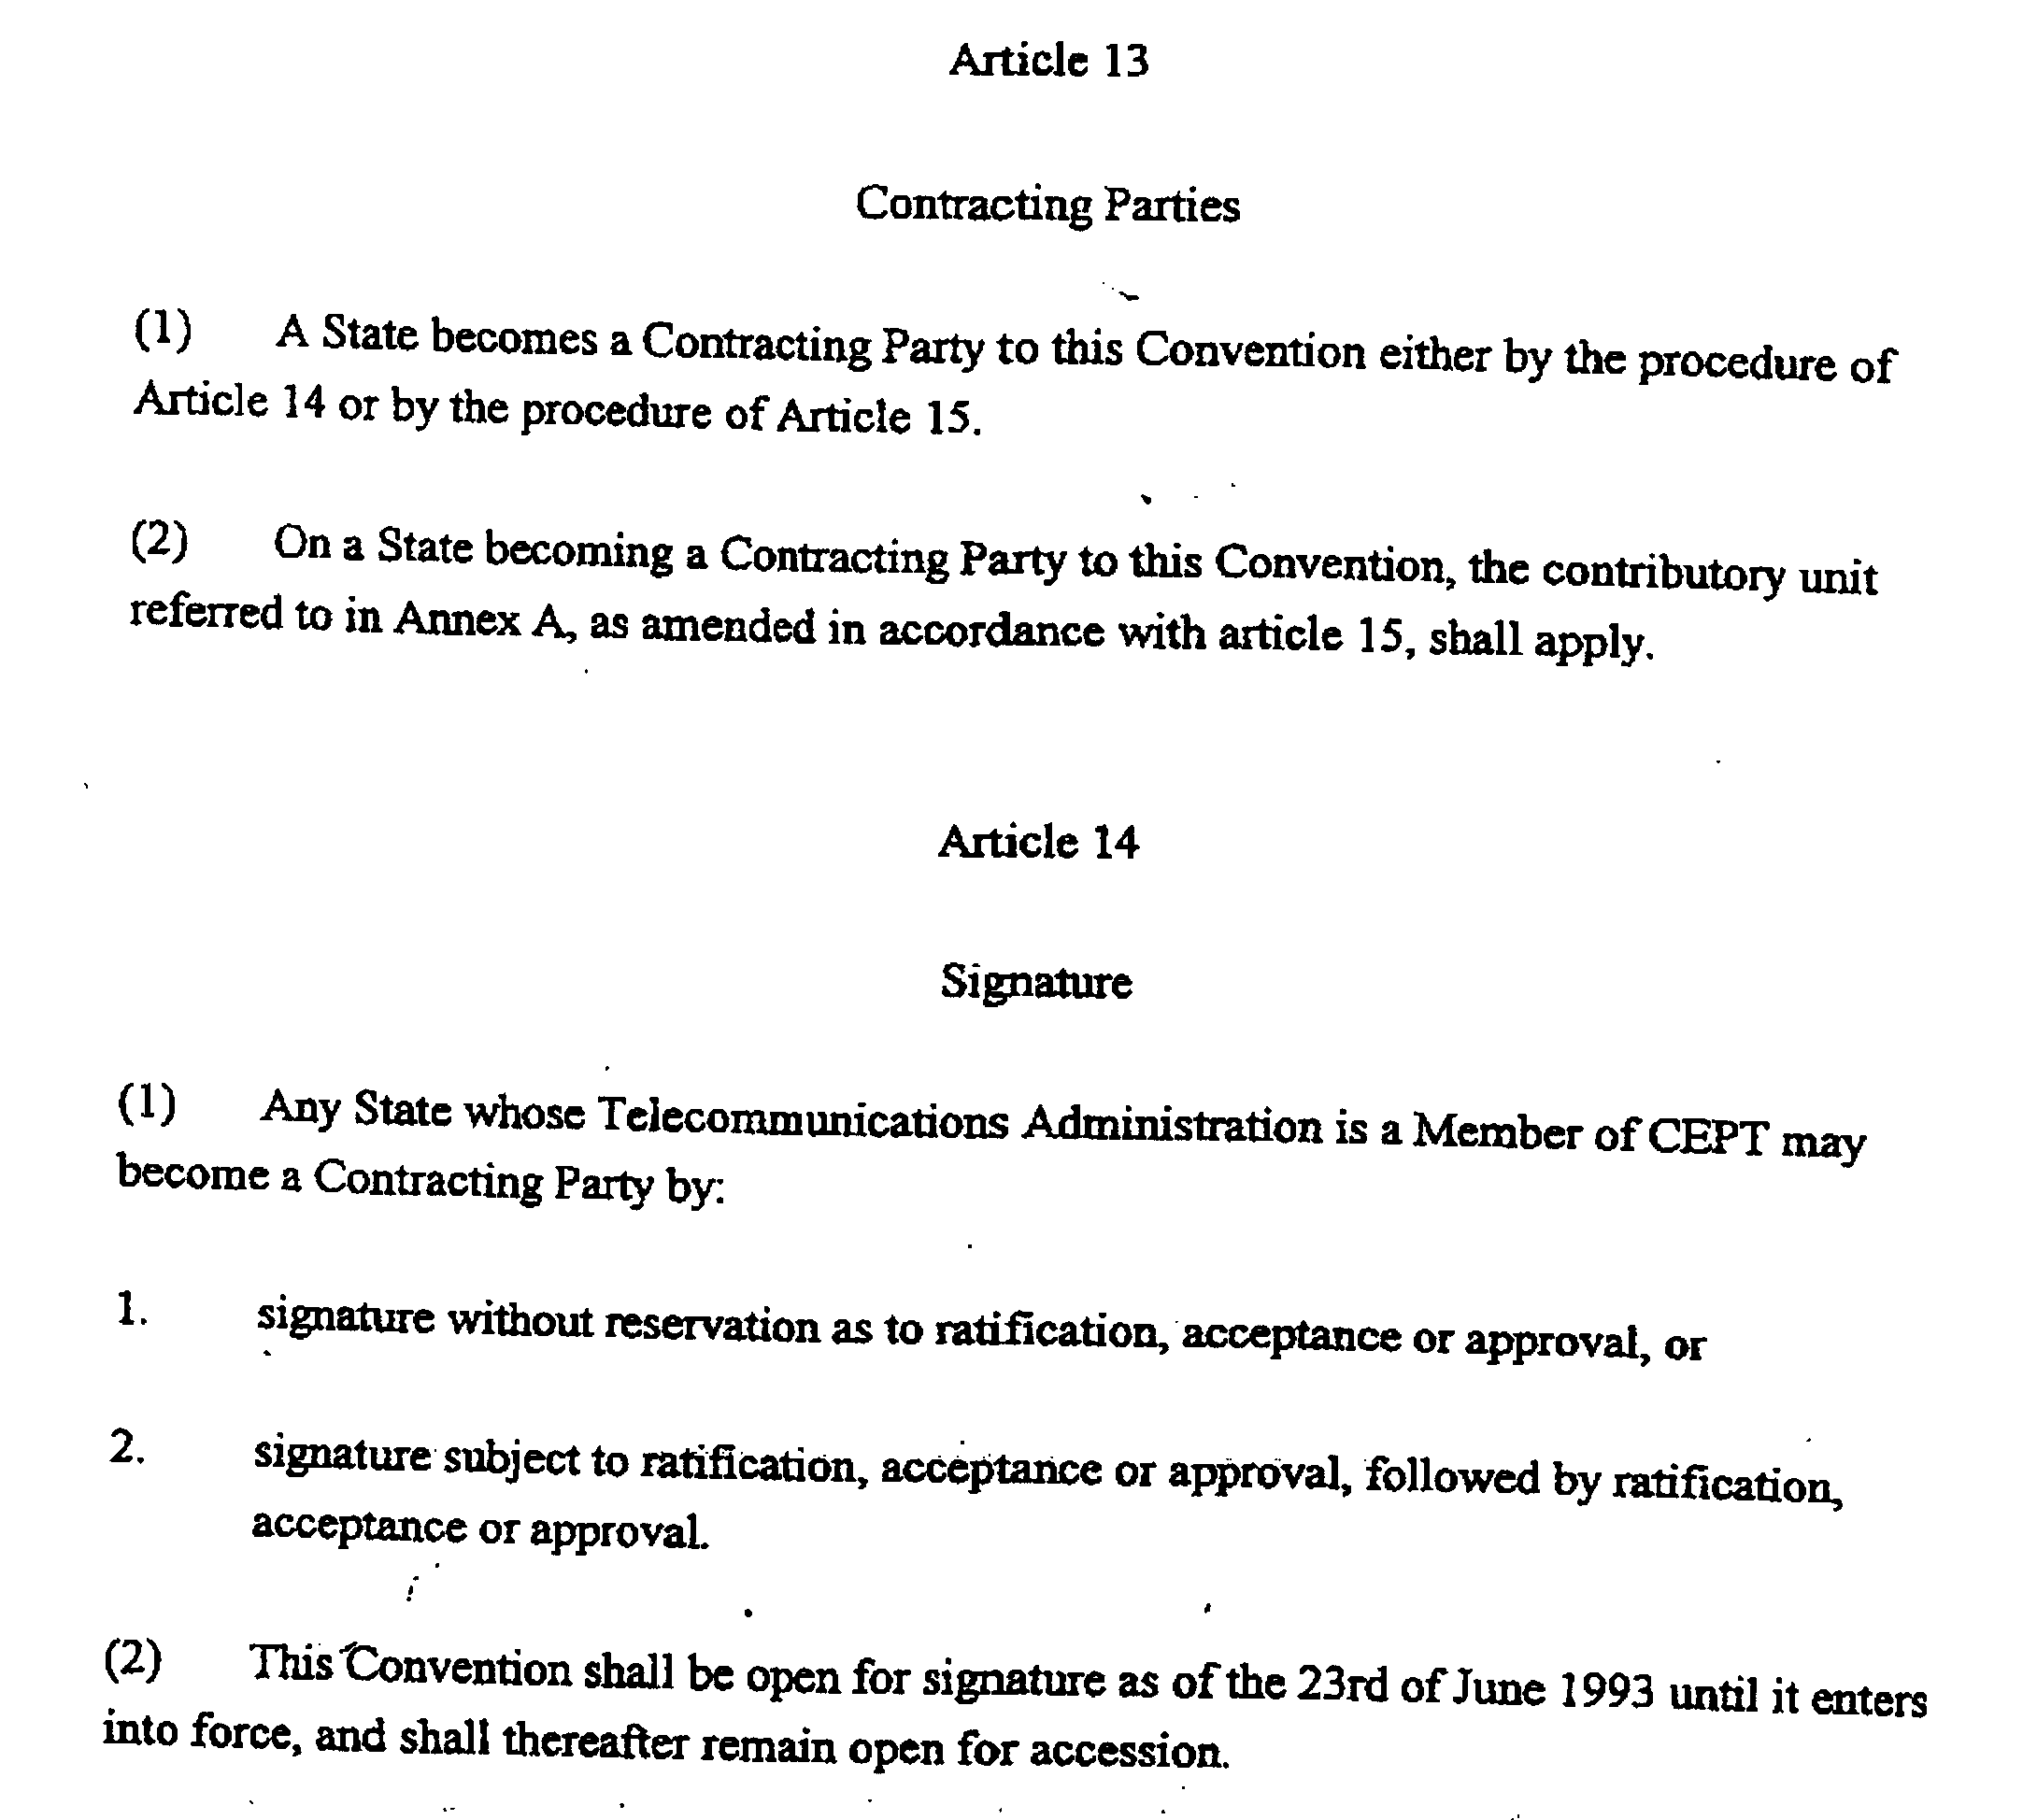 Article 13
Contracting Parties
(1) A State becomes a Contracting Party to this Convention either by the procedure of
Article 14 or by the procedure of Article 15.
(2) On a State becoming a Contracting Party to this Convention, the contributory unit
referred to in Annex A, as amended in accordance with article 15, shall apply.
Article 14
Signature
(1) Any State whose Telecommunications Administration is a Member of CEPT may
become a Contracting Party by:
1. signature without reservation as to ratification, acceptance or approval, or
2. signature subject to ratification, acceptance or approval, followed by ratification,
acceptance or approval.
(2) This Convention shall be open for signature as of the 23rd of June 1993 until it enters
into force, and shall thereafter remain open for accession.